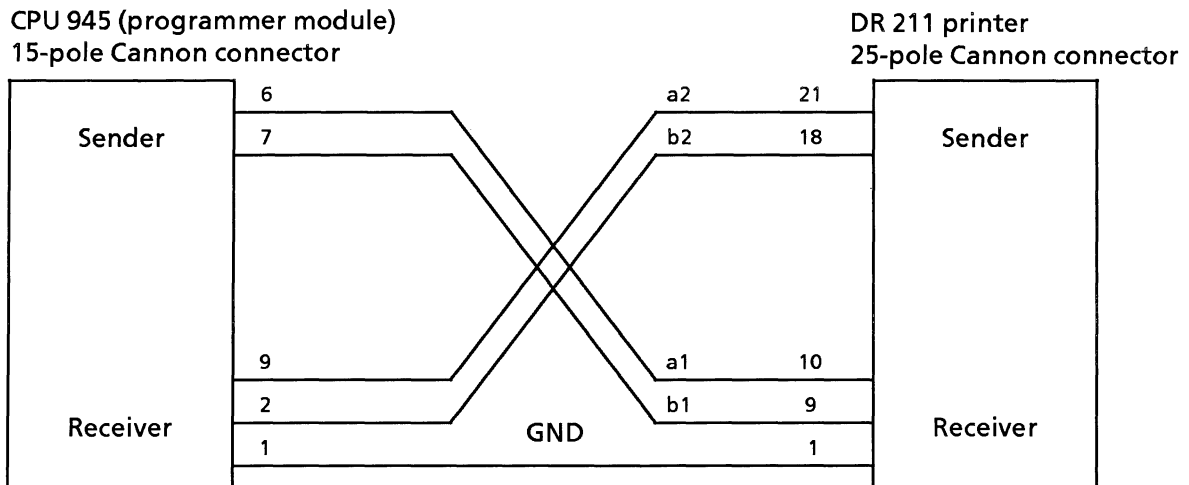 CPU 945 (programmer module)
15-pole Cannon connector
DR 211 printer
25-pole Cannon connector
6 a2 21
Sender 7 b2 18 Sender
9 a1 10
2 b1 9
Receiver GND Receiver
1 1